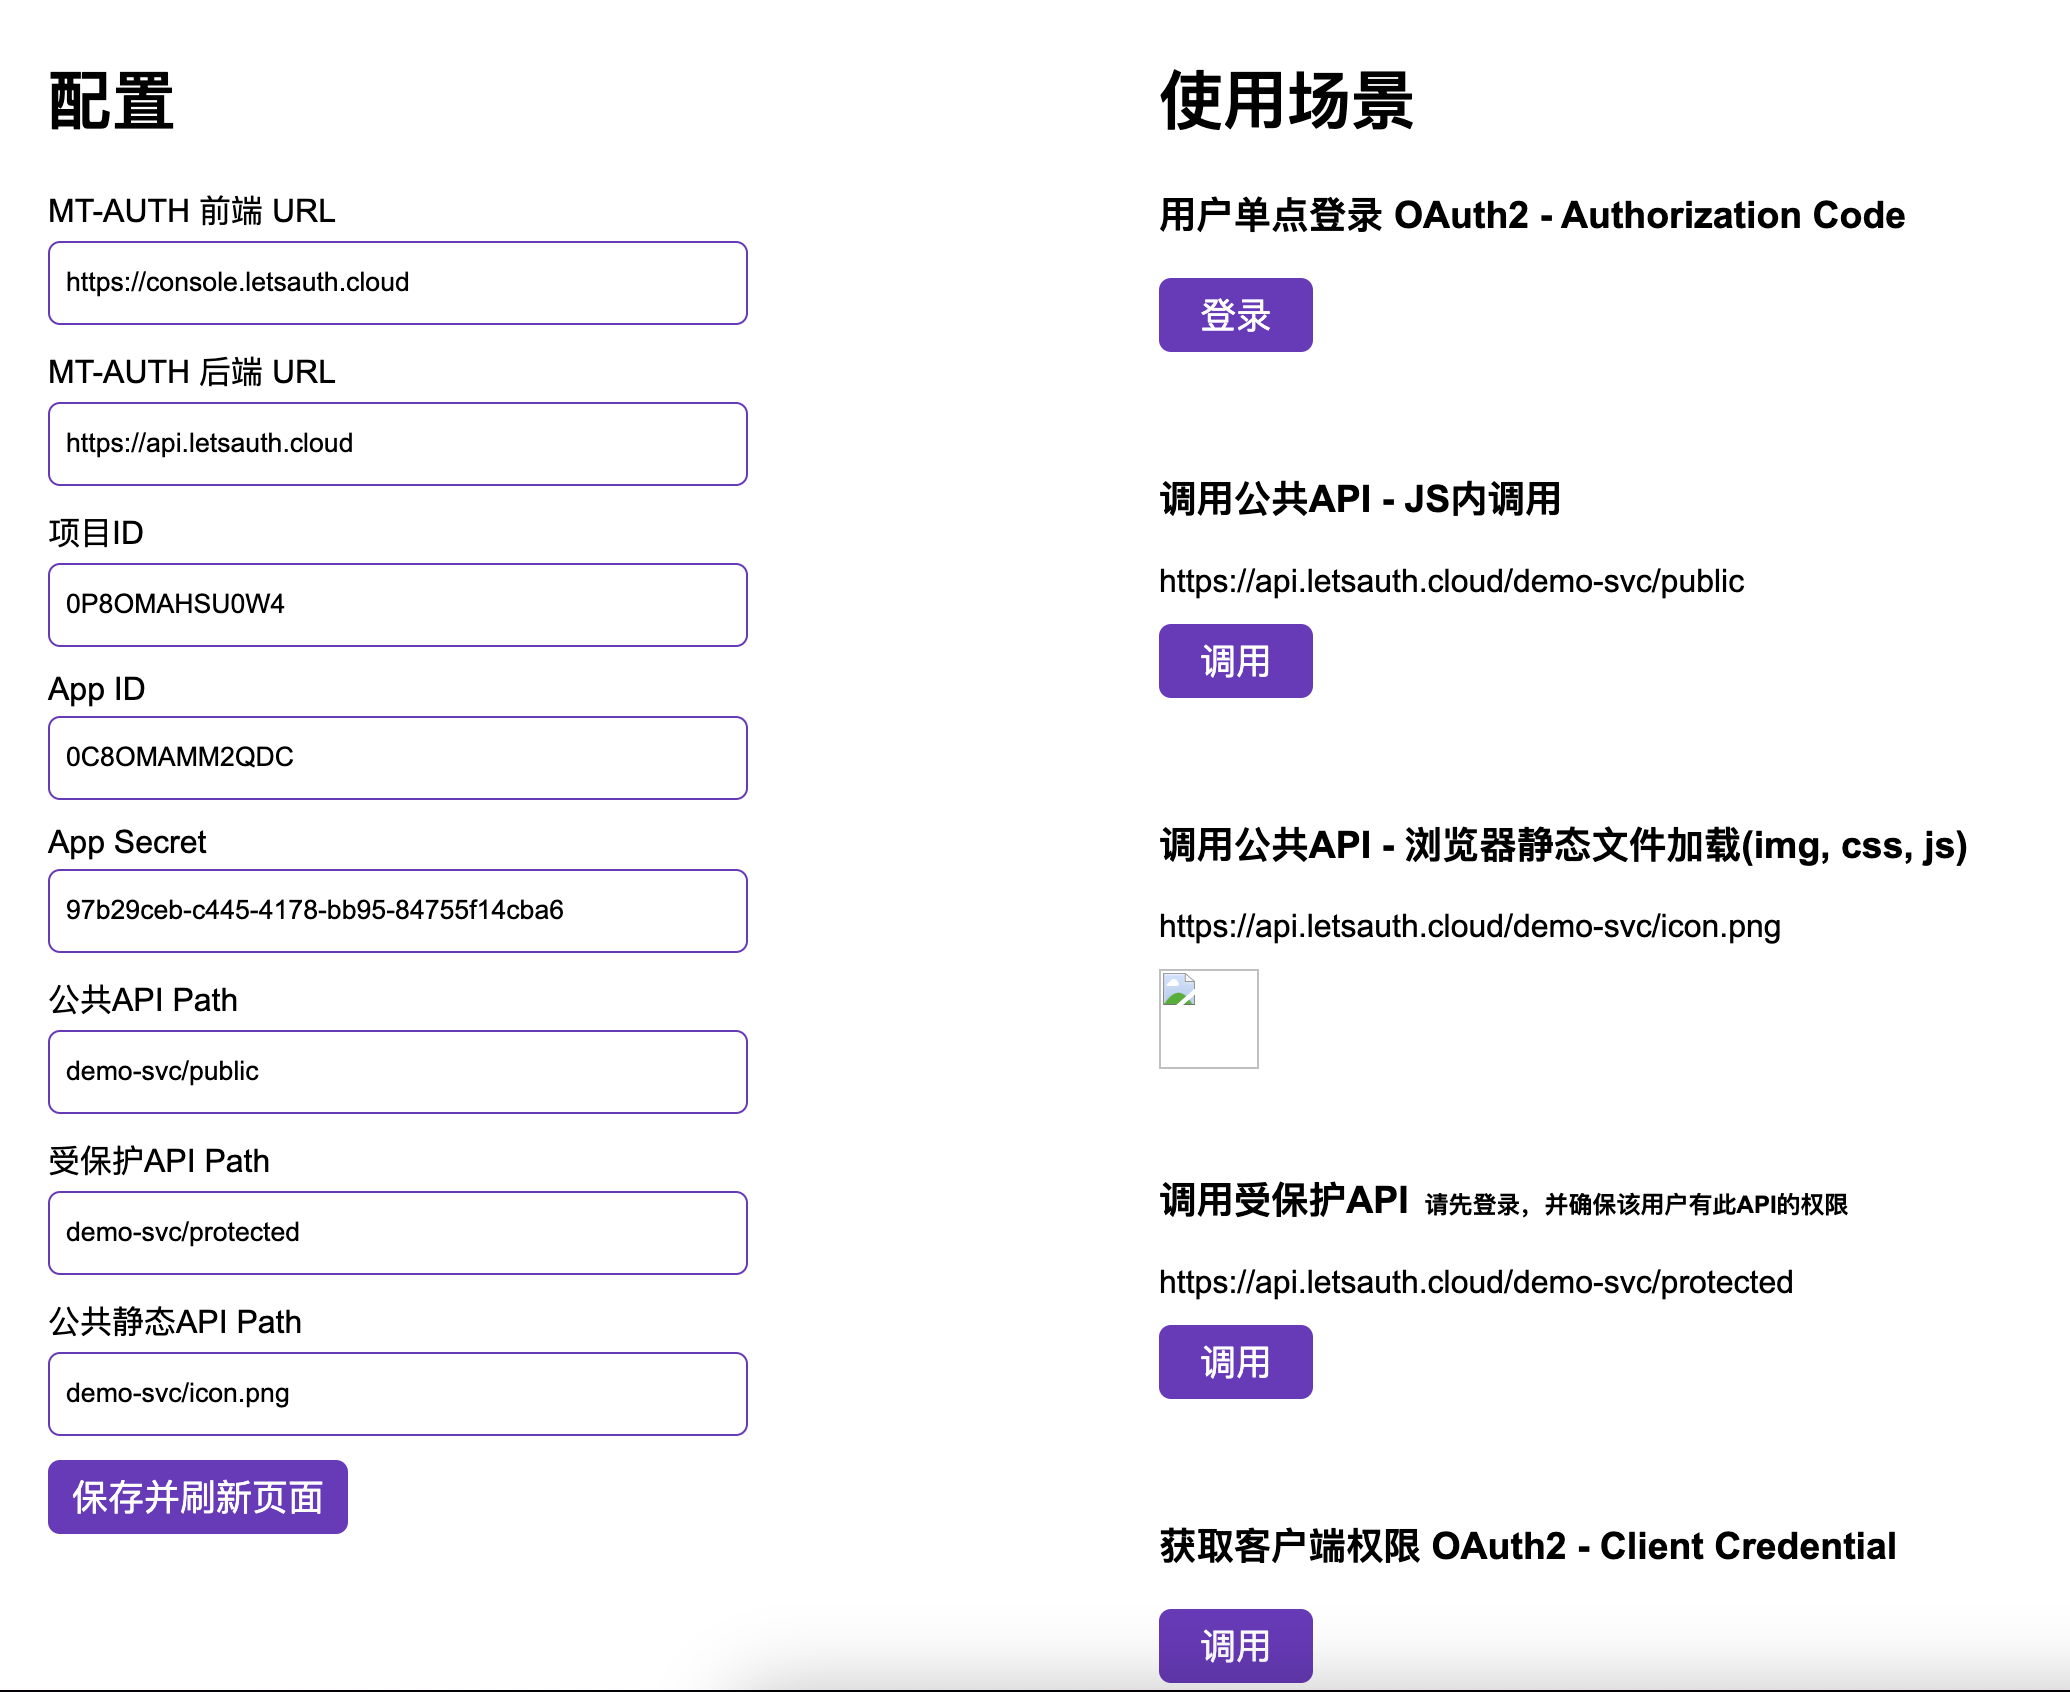 配置
MT-AUTH 前端 URL
https://console.letsauth.cloud
MT-AUTH 后端 URL
https://api.letsauth.cloud
项目ID
0P8OMAHSU0W4
App ID
0C8OMAMM2QDC
App Secret
97b29ceb-c445-4178-bb95-84755f14cba6
公共API Path
demo-svc/public
受保护API Path
demo-svc/protected
公共静态API Path
demo-svc/icon.png
保存并刷新页面
使用场景
用户单点登录 OAuth2 - Authorization Code
登录
调用公共API - JS内调用
https://api.letsauth.cloud/demo-svc/public
调用
调用公共API - 浏览器静态文件加载(img, css, js)
https://api.letsauth.cloud/demo-svc/icon.png
调用受保护API 请先登录，并确保该用户有此API的权限
https://api.letsauth.cloud/demo-svc/protected
调用
获取客户端权限 OAuth2 - Client Credential
调用